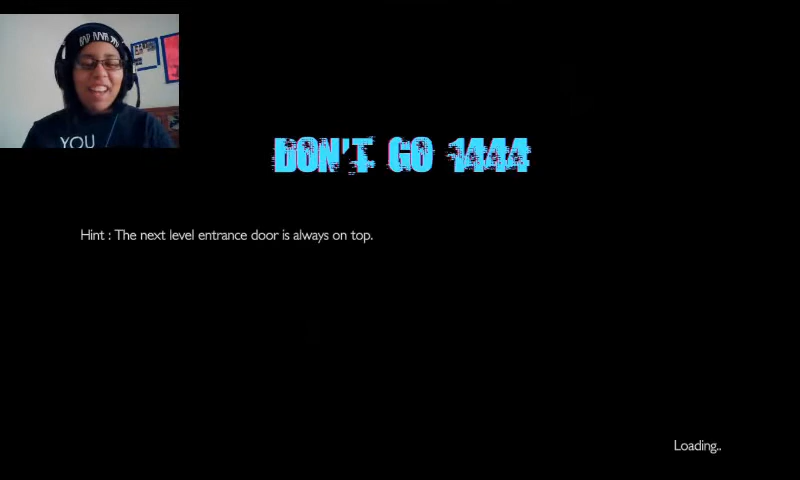 YOU
DON'T GO 1444
Hint : The next level entrance door is always on top.
Loading..